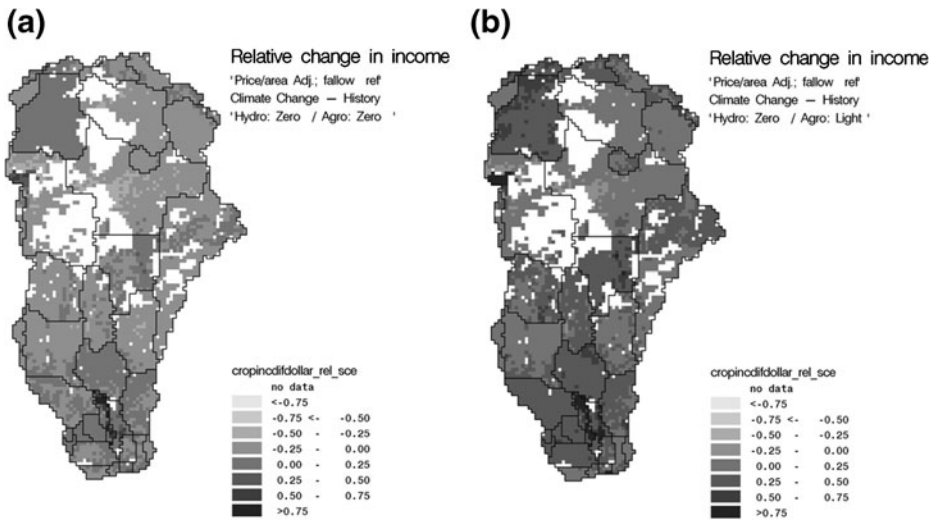 (a)
Relative change in income
'Price/area Adj.; fallow ref'
Climate Change — History
'Hydro: Zero / Agro: Zero '
cropincdifdollar_rel_sce
no data
<-0.75
-0.75 <- -0.50
-0.50 - -0.25
-0.25 - 0.00
0.00 - 0.25
0.25 - 0.50
0.50 - 0.75
>0.75
(b)
Relative change in income
'Price/area Adj.; fallow ref'
Climate Change — History
'Hydro: Zero / Agro: Light '
cropincdifdollar_rel_sce
no data
<-0.75
-0.75 <- -0.50
-0.50 - -0.25
-0.25 - 0.00
0.00 - 0.25
0.25 - 0.50
0.50 - 0.75
>0.75